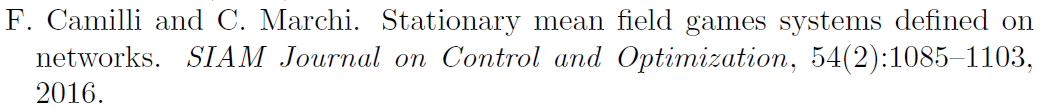 F. Camilli and C. Marchi. Stationary mean field games systems defined on
networks. SIAM Journal on Control and Optimization, 54(2):1085–1103,
2016.